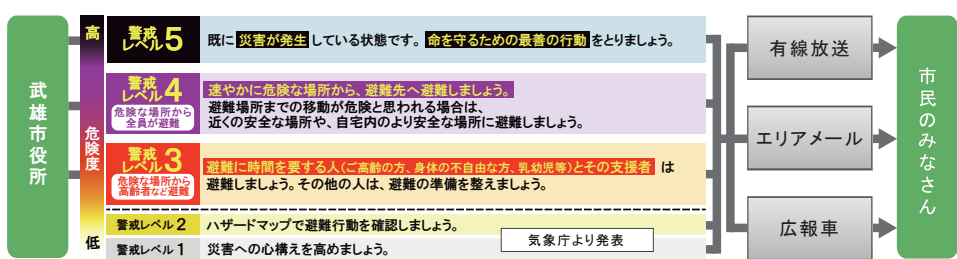 武雄市役所
高
危険度
低
警戒
レベル5
既に災害が発生している状態です。命を守るための最善の行動をとりましょう。
警戒
レベル4
危険な場所から
全員が避難
速やかに危険な場所から、避難先へ避難しましょう。
避難場所までの移動が危険と思われる場合は、
近くの安全な場所や、自宅内のより安全な場所に避難しましょう。
警戒
レベル3
危険な場所から
高齢者など避難
避難に時間を要する人(ご高齢の方、身体の不自由な方、乳幼児等)とその支援者は
避難しましょう。その他の人は、避難の準備を整えましょう。
警戒レベル2
ハザードマップで避難行動を確認しましょう。
警戒レベル1
災害への心構えを高めましょう。
気象庁より発表
有線放送
エリアメール
広報車
市民のみなさん